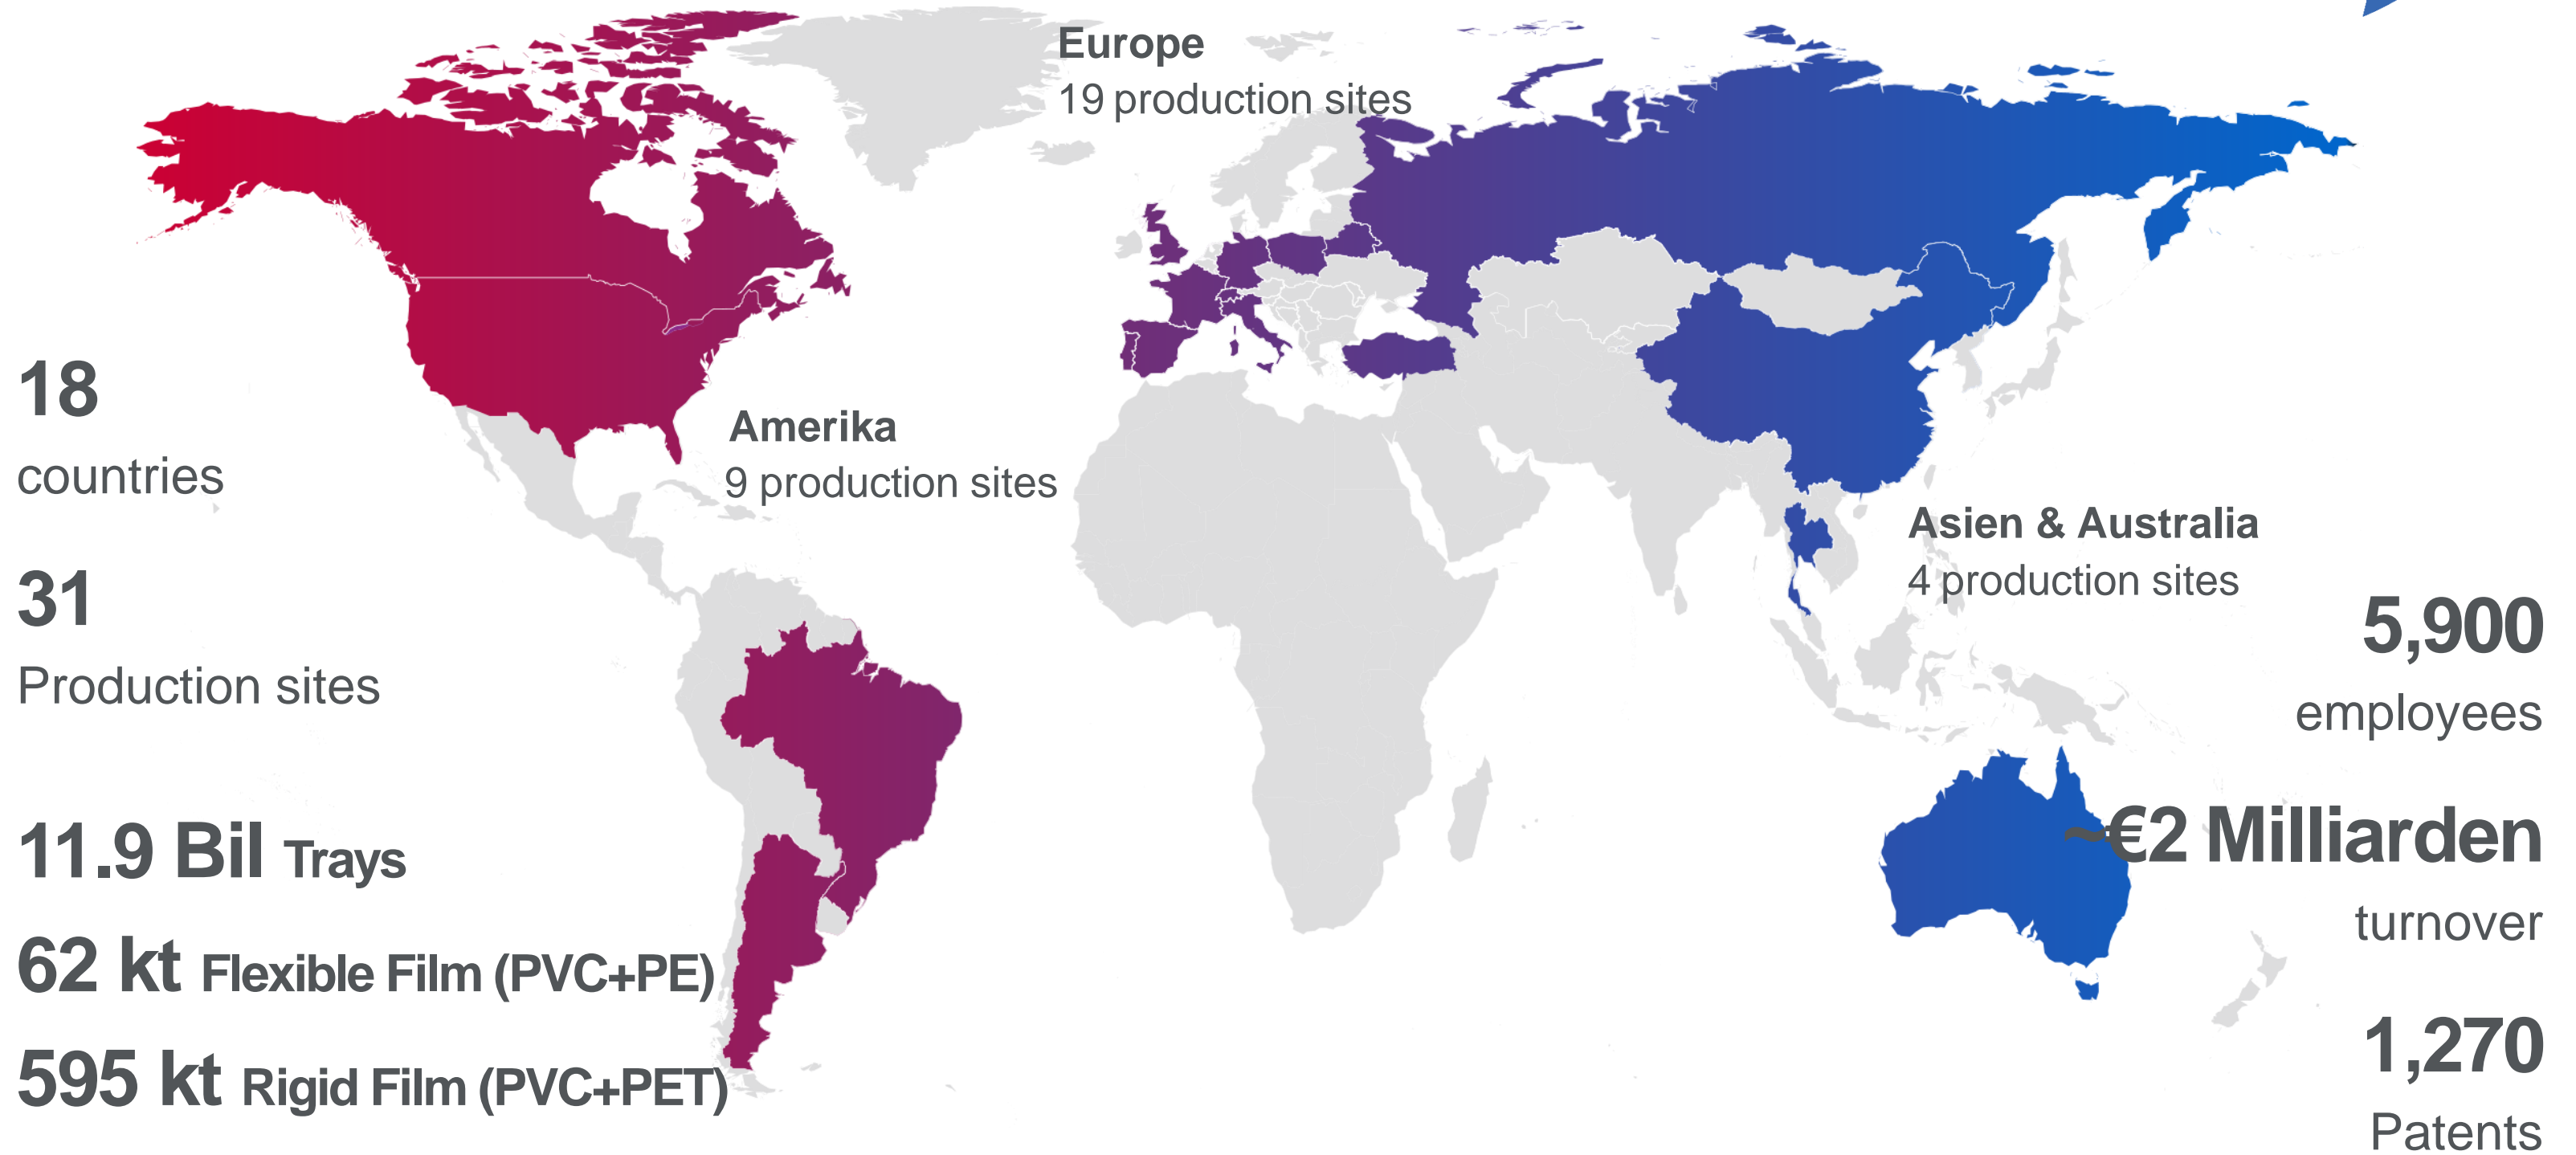 Europe
19 production sites
18
countries
Amerika
9 production sites
Asien & Australia
4 production sites
31
Production sites
5,900
employees
11.9 Bil Trays
~€2 Milliarden
turnover
62 kt Flexible Film (PVC+PE)
595 kt Rigid Film (PVC+PET)
1,270
Patents